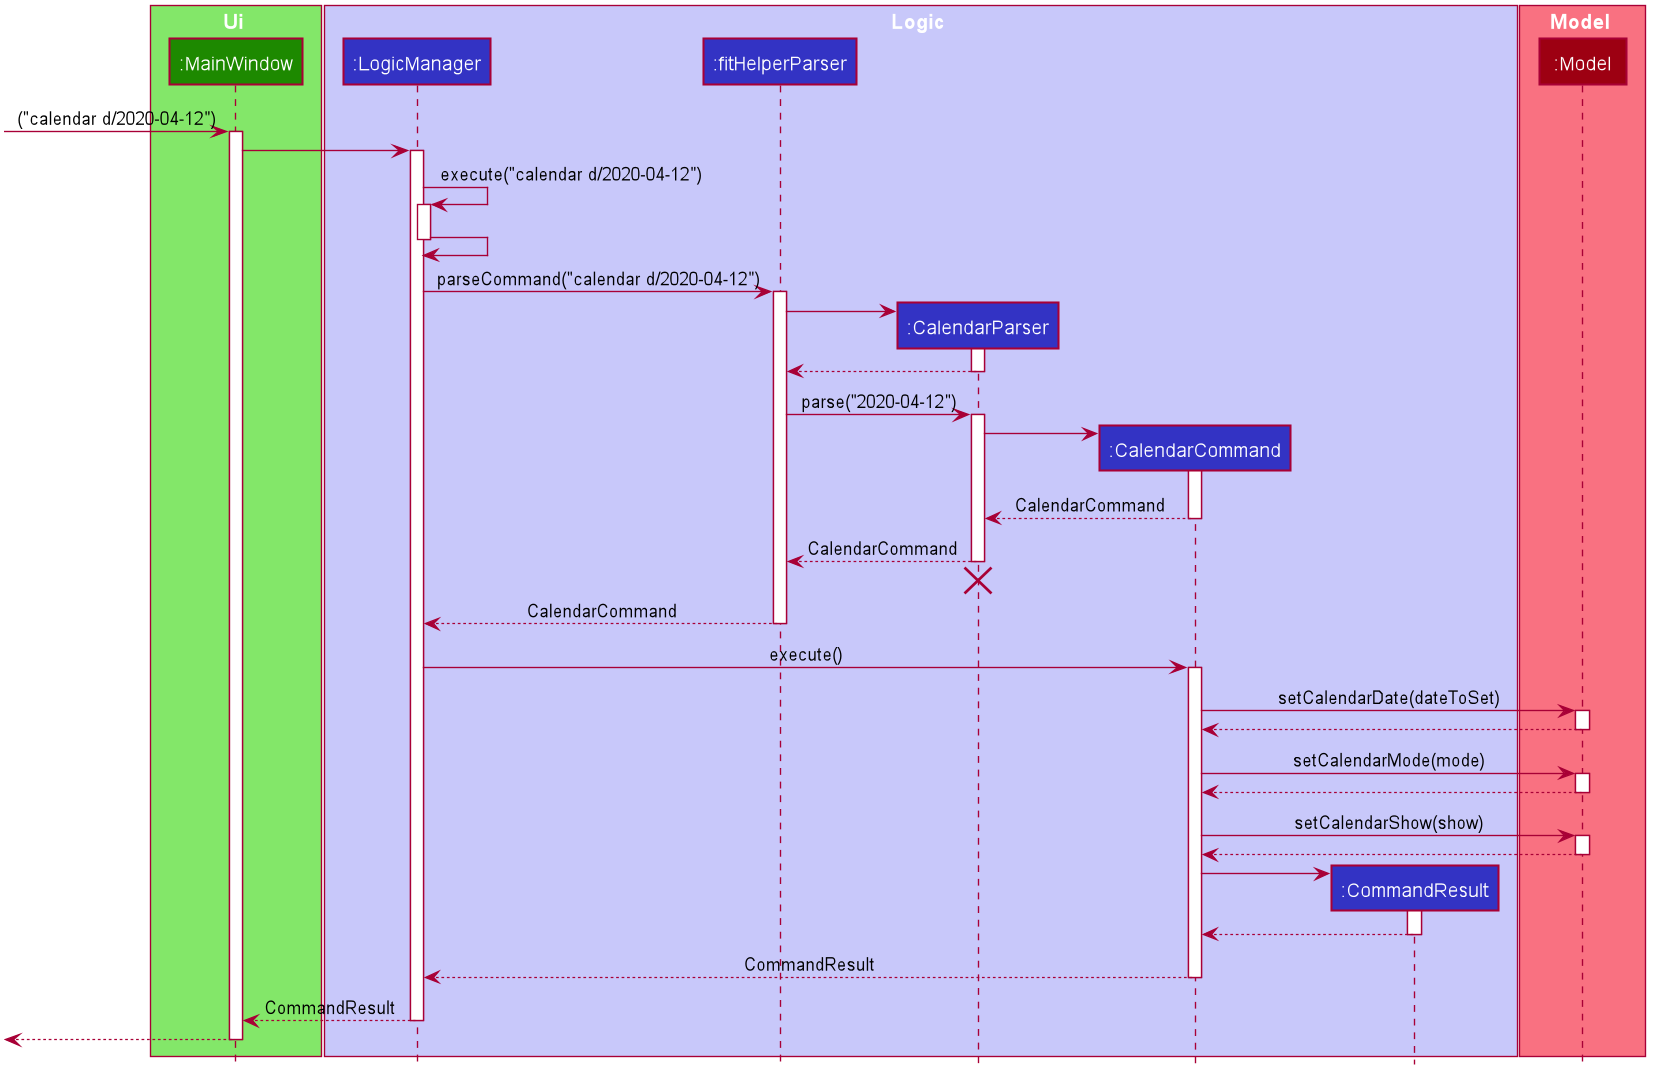 Ui
Logic
Model
:MainWindow
:LogicManager
:fitHelperParser
:Model
("calendar d/2020-04-12")
execute("calendar d/2020-04-12")
parseCommand("calendar d/2020-04-12")
:CalendarParser
parse("2020-04-12")
:CalendarCommand
CalendarCommand
CalendarCommand
CalendarCommand
execute()
setCalendarDate(dateToSet)
setCalendarMode(mode)
setCalendarShow(show)
:CommandResult
CommandResult
CommandResult